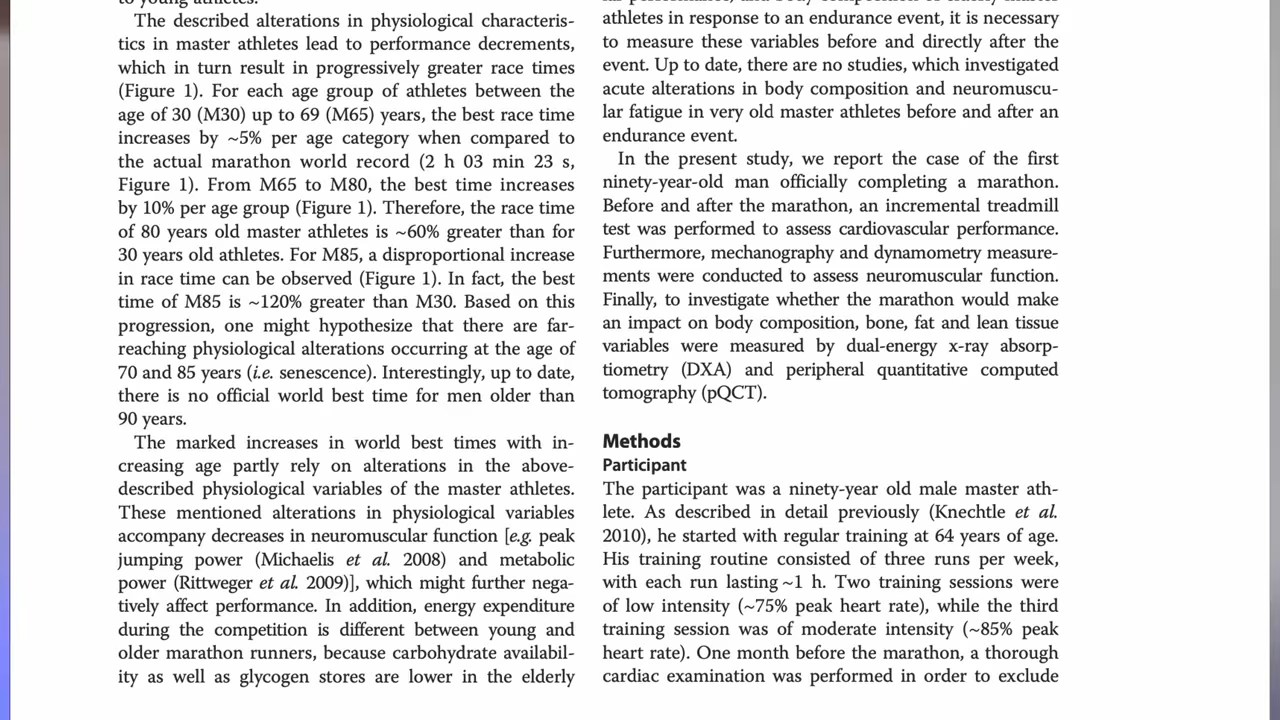 to young athletes.
The described alterations in physiological characteris-
tics in master athletes lead to performance decrements,
which in turn result in progressively greater race times
(Figure 1). For each age group of athletes between the
age of 30 (M30) up to 69 (M65) years, the best race time
increases by ~5% per age category when compared to
the actual marathon world record (2 h 03 min 23 s,
Figure 1). From M65 to M80, the best time increases
by 10% per age group (Figure 1). Therefore, the race time
of 80 years old master athletes is ~60% greater than for
30 years old athletes. For M85, a disproportional increase
in race time can be observed (Figure 1). In fact, the best
time of M85 is ~120% greater than M30. Based on this
progression, one might hypothesize that there are far-
reaching physiological alterations occurring at the age of
70 and 85 years (i.e. senescence). Interestingly, up to date,
there is no official world best time for men older than
90 years.
The marked increases in world best times with in-
creasing age partly rely on alterations in the above-
described physiological variables of the master athletes.
These mentioned alterations in physiological variables
accompany decreases in neuromuscular function [e.g. peak
jumping power (Michaelis et al. 2008) and metabolic
power (Rittweger et al. 2009)], which might further nega-
tively affect performance. In addition, energy expenditure
during the competition is different between young and
older marathon runners, because carbohydrate availabil-
ity as well as glycogen stores are lower in the elderly
lar performance, and body composition of elderly master
athletes in response to an endurance event, it is necessary
to measure these variables before and directly after the
event. Up to date, there are no studies, which investigated
acute alterations in body composition and neuromuscu-
lar fatigue in very old master athletes before and after an
endurance event.
In the present study, we report the case of the first
ninety-year-old man officially completing a marathon.
Before and after the marathon, an incremental treadmill
test was performed to assess cardiovascular performance.
Furthermore, mechanography and dynamometry measure-
ments were conducted to assess neuromuscular function.
Finally, to investigate whether the marathon would make
an impact on body composition, bone, fat and lean tissue
variables were measured by dual-energy x-ray absorp-
tiometry (DXA) and peripheral quantitative computed
tomography (pQCT).
Methods
Participant
The participant was a ninety-year old male master ath-
lete. As described in detail previously (Knechtle et al.
2010), he started with regular training at 64 years of age.
His training routine consisted of three runs per week,
with each run lasting ~1 h. Two training sessions were
of low intensity (~75% peak heart rate), while the third
training session was of moderate intensity (~85% peak
heart rate). One month before the marathon, a thorough
cardiac examination was performed in order to exclude